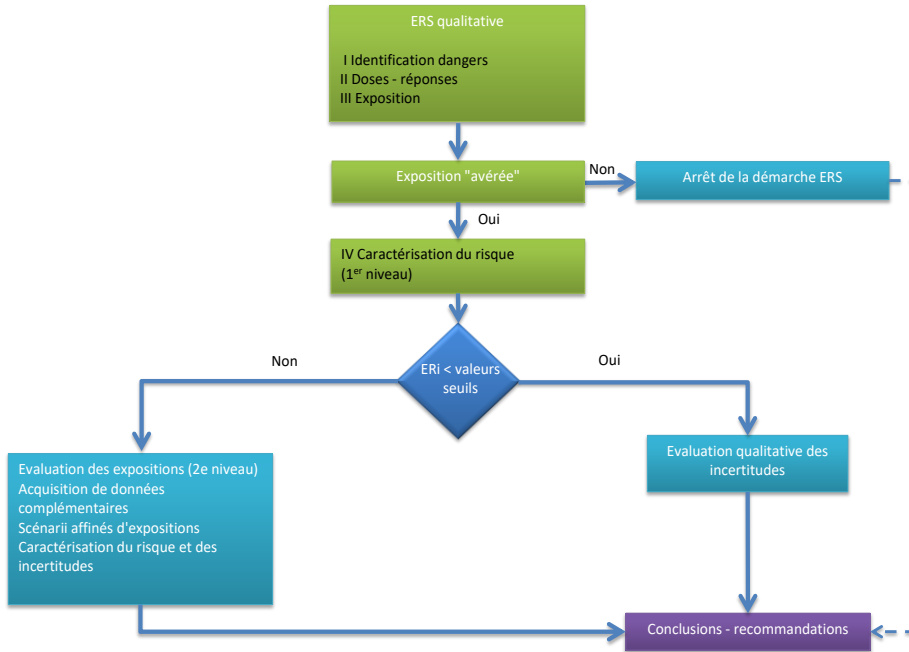 ERS qualitative
I Identification dangers
II Doses - réponses
III Exposition
Exposition "avérée"
Non
Arrêt de la démarche ERS
Oui
IV Caractérisation du risque
(1er niveau)
Non
ERi < valeurs
seuils
Oui
Evaluation des expositions (2e niveau)
Acquisition de données
complémentaires
Scénarii affinés d'expositions
Caractérisation du risque et des
incertitudes
Evaluation qualitative des
incertitudes
Conclusions - recommandations